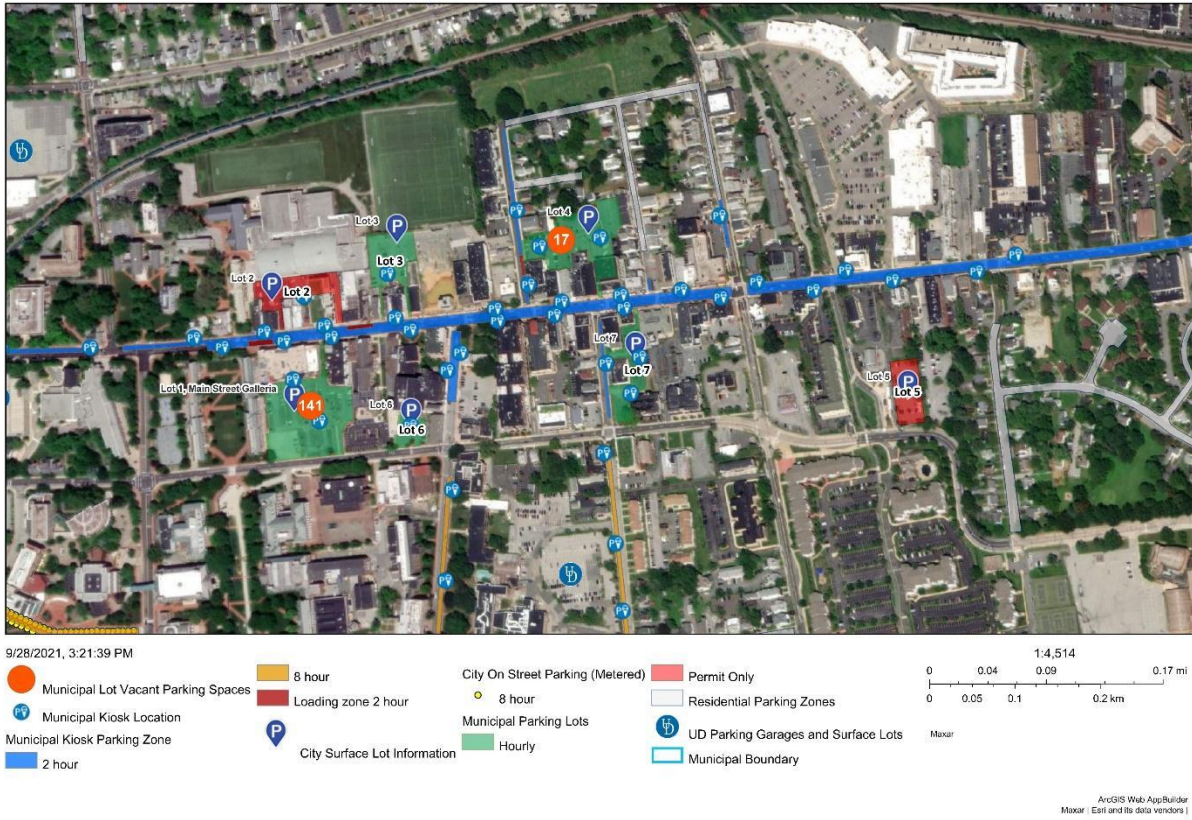 UD
Lot 3
Lot 4
17
Lot 3
Lot 2
Lot 2
Lot 7
Lot 7
Lot 1, Main Street Galleria
141
Lot 6
Lot 6
Lot 5
Lot 5
UD
9/28/2021, 3:21:39 PM
Municipal Lot Vacant Parking Spaces
Municipal Kiosk Location
Municipal Kiosk Parking Zone
2 hour
8 hour
Loading zone 2 hour
P
City Surface Lot Information
City On Street Parking (Metered)
8 hour
Municipal Parking Lots
Hourly
Permit Only
Residential Parking Zones
UD
UD Parking Garages and Surface Lots
Municipal Boundary
1:4,514
0 0.04 0.09 0.17 mi
0 0.05 0.1 0.2 km
Maxar
ArcGIS Web AppBuilder
Maxar | Esri and its data vendors |